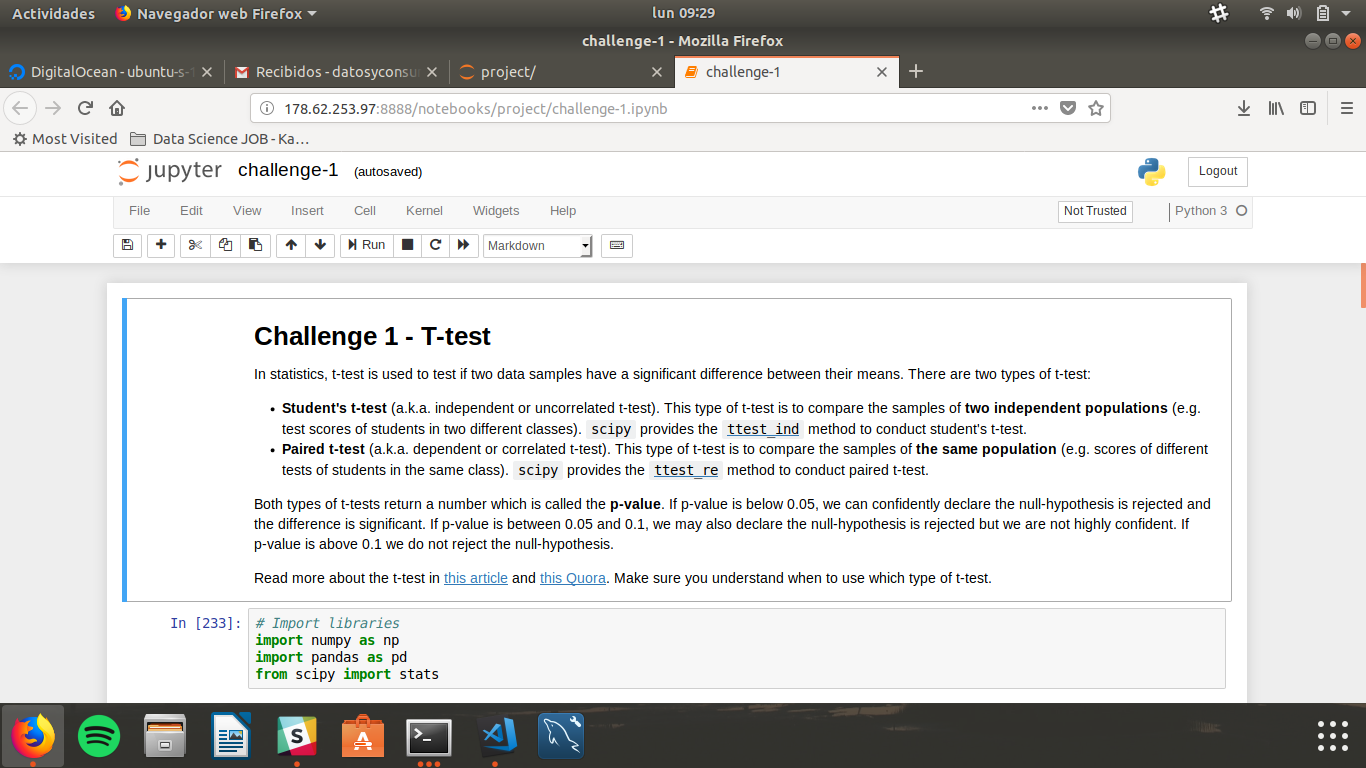 Actividades Navegador web Firefox lun 09:29
challenge-1 - Mozilla Firefox
DigitalOcean - ubuntu-s-1 Recibidos - datosyconsu project/ challenge-1
178.62.253.97:8888/notebooks/project/challenge-1.ipynb
Most Visited Data Science JOB - Ka…
jupyter challenge-1 (autosaved) Logout
File Edit View Insert Cell Kernel Widgets Help Not Trusted Python 3
Run Markdown
Challenge 1 - T-test
In statistics, t-test is used to test if two data samples have a significant difference between their means. There are two types of t-test:
• Student's t-test (a.k.a. independent or uncorrelated t-test). This type of t-test is to compare the samples of two independent populations (e.g.
test scores of students in two different classes). scipy provides the ttest_ind method to conduct student's t-test.
• Paired t-test (a.k.a. dependent or correlated t-test). This type of t-test is to compare the samples of the same population (e.g. scores of different
tests of students in the same class). scipy provides the ttest_re method to conduct paired t-test.
Both types of t-tests return a number which is called the p-value. If p-value is below 0.05, we can confidently declare the null-hypothesis is rejected and
the difference is significant. If p-value is between 0.05 and 0.1, we may also declare the null-hypothesis is rejected but we are not highly confident. If
p-value is above 0.1 we do not reject the null-hypothesis.
Read more about the t-test in this article and this Quora. Make sure you understand when to use which type of t-test.
In [233]: # Import libraries
import numpy as np
import pandas as pd
from scipy import stats